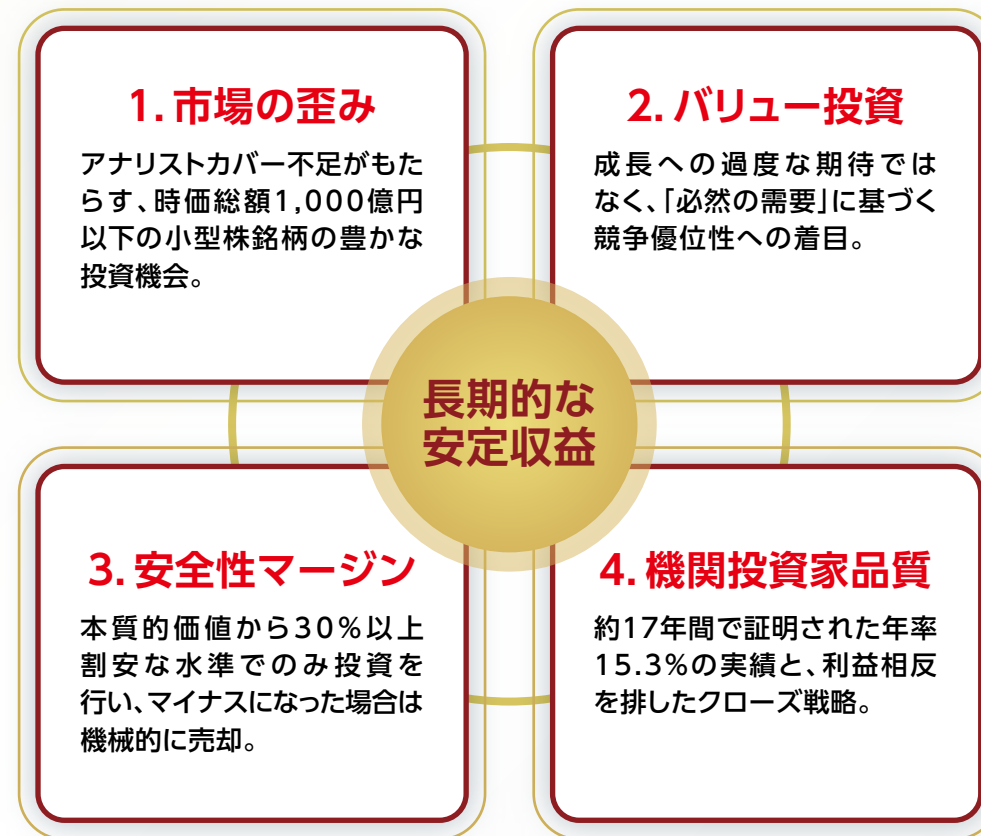 1. 市場の歪み
アナリストカバー不足がもた
らす、時価総額1,000億円
以下の小型株銘柄の豊かな
投資機会。
2. バリュー投資
成長への過度な期待では
なく、「必然の需要」に基づく
競争優位性への着目。
長期的な
安定収益
3. 安全性マージン
本質的価値から30%以上
割安な水準でのみ投資を
行い、マイナスになった場合は
機械的に売却。
4. 機関投資家品質
約17年間で証明された年率
15.3%の実績と、利益相反
を排したクローズ戦略。